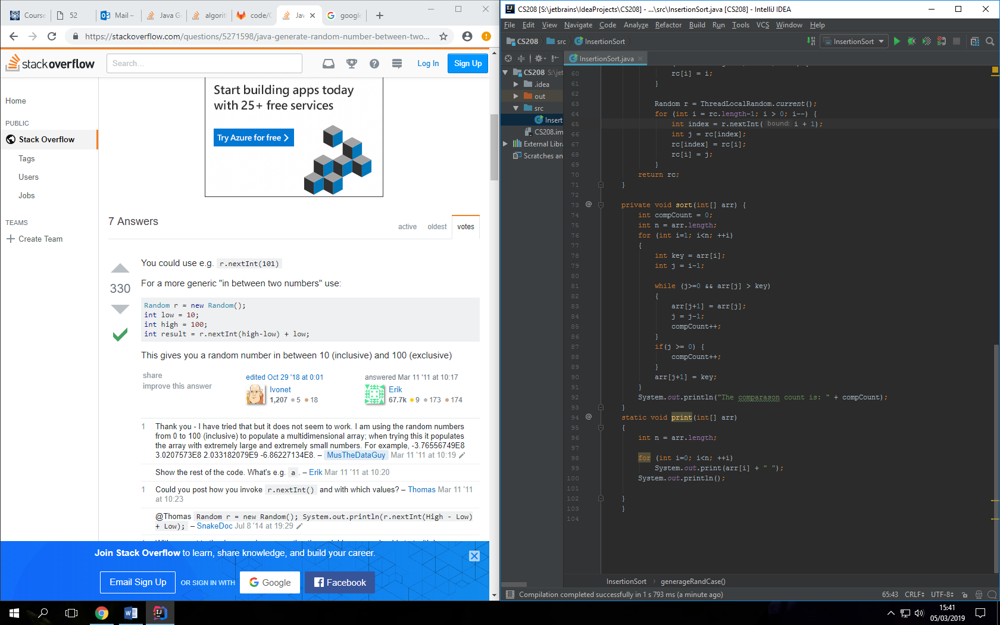 Course
52
Mail –
Java Ge
algorit
code/C
Jav
google
https://stackoverflow.com/questions/5271598/java-generate-random-number-between-two...
stackoverflow
Search...
Log In
Sign Up
Home
PUBLIC
Stack Overflow
Tags
Users
Jobs
TEAMS
Create Team
Start building apps today
with 25+ free services
Try Azure for free
7 Answers
active
oldest
votes
330
You could use e.g. r.nextInt(101)
For a more generic "in between two numbers" use:
Random r = new Random();
int low = 10;
int high = 100;
int result = r.nextInt(high-low) + low;
This gives you a random number in between 10 (inclusive) and 100 (exclusive)
share
improve this answer
edited Oct 29 '18 at 0:01
Ivonet
1,207 ●5 ●18
answered Mar 11 '11 at 10:17
Erik
67.7k ●9 ●173 ●174
1 Thank you - I have tried that but it does not seem to work. I am using the random numbers
from 0 to 100 (inclusive) to populate a multidimensional array; when trying this it populates
the array with extremely large and extremely small numbers. For example, -3.76556749E8
3.0207573E8 2.033182079E9 -6.86227134E8. – MusTheDataGuy Mar 11 '11 at 10:19
Show the rest of the code. What's e.g. a . – Erik Mar 11 '11 at 10:20
1 Could you post how you invoke r.nextInt() and with which values? – Thomas Mar 11 '11
at 10:23
@Thomas Random r = new Random(); System.out.println(r.nextInt(High - Low)
+ Low); – SnakeDoc Jul 8 '14 at 19:29
Join Stack Overflow to learn, share knowledge, and build your career.
Email Sign Up
OR SIGN IN WITH
Google
Facebook
CS208 [S:\jetbrains\IdeaProjects\CS208] - ...\src\InsertionSort.java [CS208] - IntelliJ IDEA
File Edit View Navigate Code Analyze Refactor Build Run Tools VCS Window Help
CS208
src
InsertionSort
InsertionSort
InsertionSort.java
CS208 S:\jet
.idea
out
src
Insert
CS208.im
External Libra
Scratches an
60 rc[i] = i;
61 }
62
63 Random r = ThreadLocalRandom.current();
64 for (int i = rc.length-1; i > 0; i--) {
65 int index = r.nextInt( bound: i + 1);
66 int j = rc[index];
67 rc[index] = rc[i];
68 rc[i] = j;
69 }
70 return rc;
71 }
72
73 @ private void sort(int[] arr) {
74 int compCount = 0;
75 int n = arr.length;
76 for (int i=1; i<n; ++i)
77 {
78 int key = arr[i];
79 int j = i-1;
80
81 while (j>=0 && arr[j] > key)
82 {
83 arr[j+1] = arr[j];
84 j = j-1;
85 compCount++;
86 }
87 if(j >= 0) {
88 compCount++;
89 }
90 arr[j+1] = key;
91 }
92 System.out.println("The comparason count is: " + compCount);
93 }
94 @ static void print(int[] arr)
95 {
96 int n = arr.length;
97
98 for (int i=0; i<n; ++i)
99 System.out.print(arr[i] + " ");
100 System.out.println();
101
102 }
103 }
104
InsertionSort
generageRandCase()
Compilation completed successfully in 1 s 793 ms (a minute ago)
65:43 CRLF UTF-8
15:41
05/03/2019